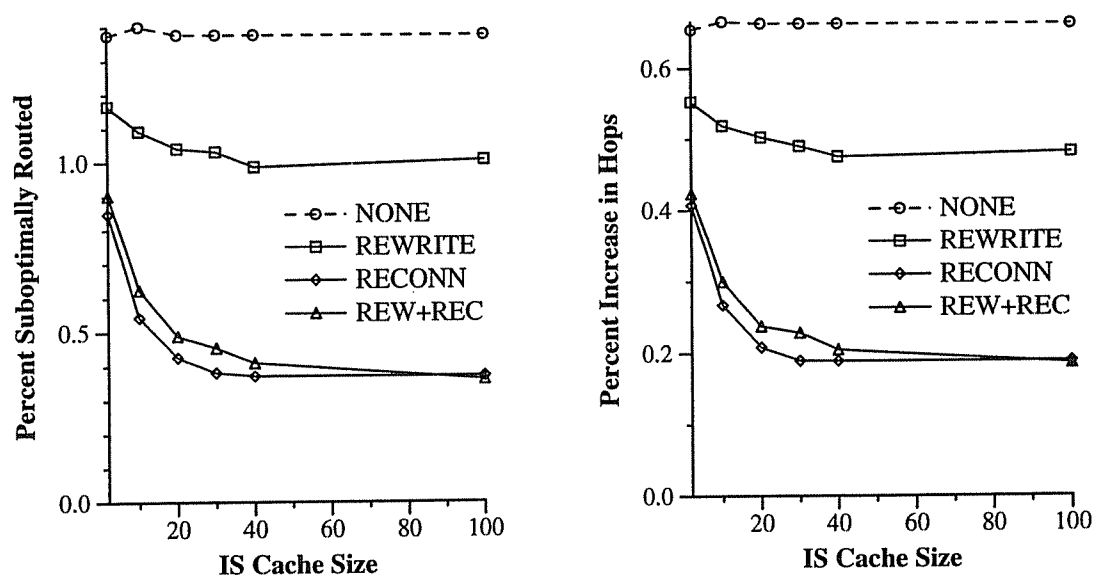 Percent Suboptimally Routed
1.0
0.5
0.0
NONE
REWRITE
RECONN
REW+REC
20 40 60 80 100
IS Cache Size
Percent Increase in Hops
0.6
0.4
0.2
0.0
NONE
REWRITE
RECONN
REW+REC
20 40 60 80 100
IS Cache Size